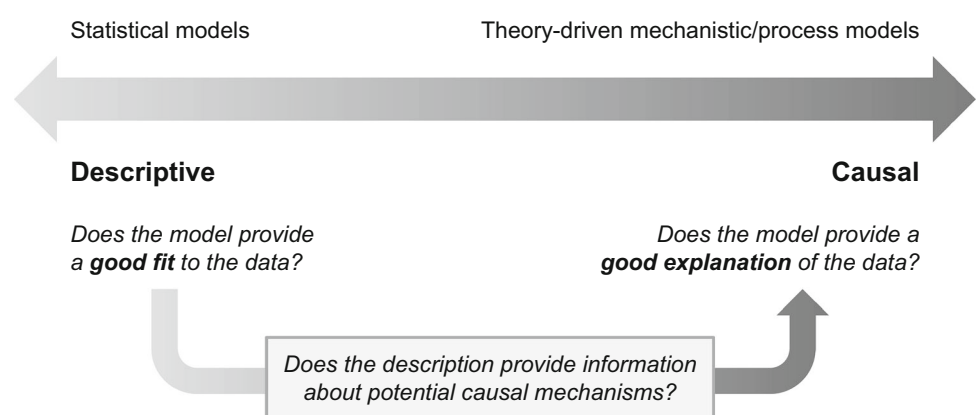 Statistical models
Theory-driven mechanistic/process models
Descriptive
Causal
Does the model provide
a good fit to the data?
Does the model provide a
good explanation of the data?
Does the description provide information
about potential causal mechanisms?